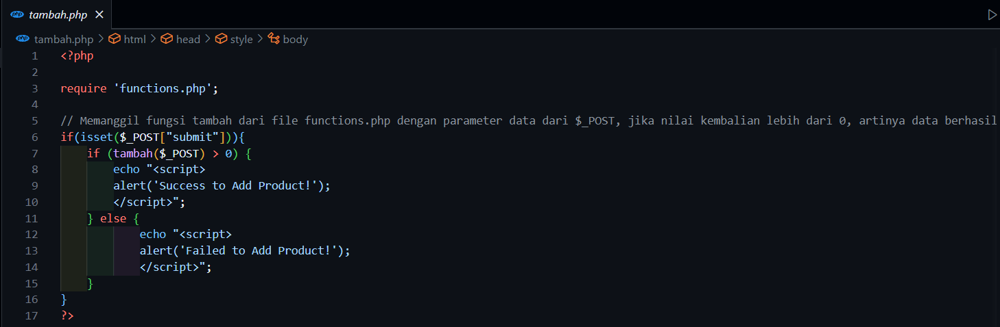 php tambah.php ×
php tambah.php > html > head > style > body
1 <?php
2
3 require 'functions.php';
4
5 // Memanggil fungsi tambah dari file functions.php dengan parameter data dari $_POST, jika nilai kembalian lebih dari 0, artinya data berhasil
6 if(isset($_POST["submit"])){
7     if (tambah($_POST) > 0) {
8         echo "<script>
9         alert('Success to Add Product!');
10         </script>";
11     } else {
12             echo "<script>
13             alert('Failed to Add Product!');
14             </script>";
15     }
16 }
17 ?>